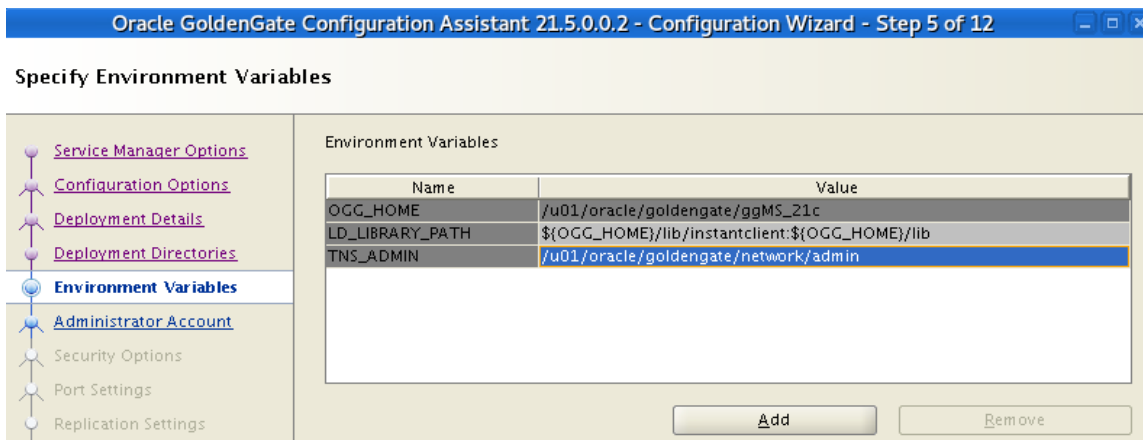 Oracle GoldenGate Configuration Assistant 21.5.0.0.2 - Configuration Wizard - Step 5 of 12
Specify Environment Variables
Service Manager Options
Configuration Options
Deployment Details
Deployment Directories
Environment Variables
Administrator Account
Security Options
Port Settings
Replication Settings
Environment Variables
Name Value
OGG_HOME /u01/oracle/goldengate/ggMS_21c
LD_LIBRARY_PATH ${OGG_HOME}/lib/instantclient:${OGG_HOME}/lib
TNS_ADMIN /u01/oracle/goldengate/network/admin
Add Remove